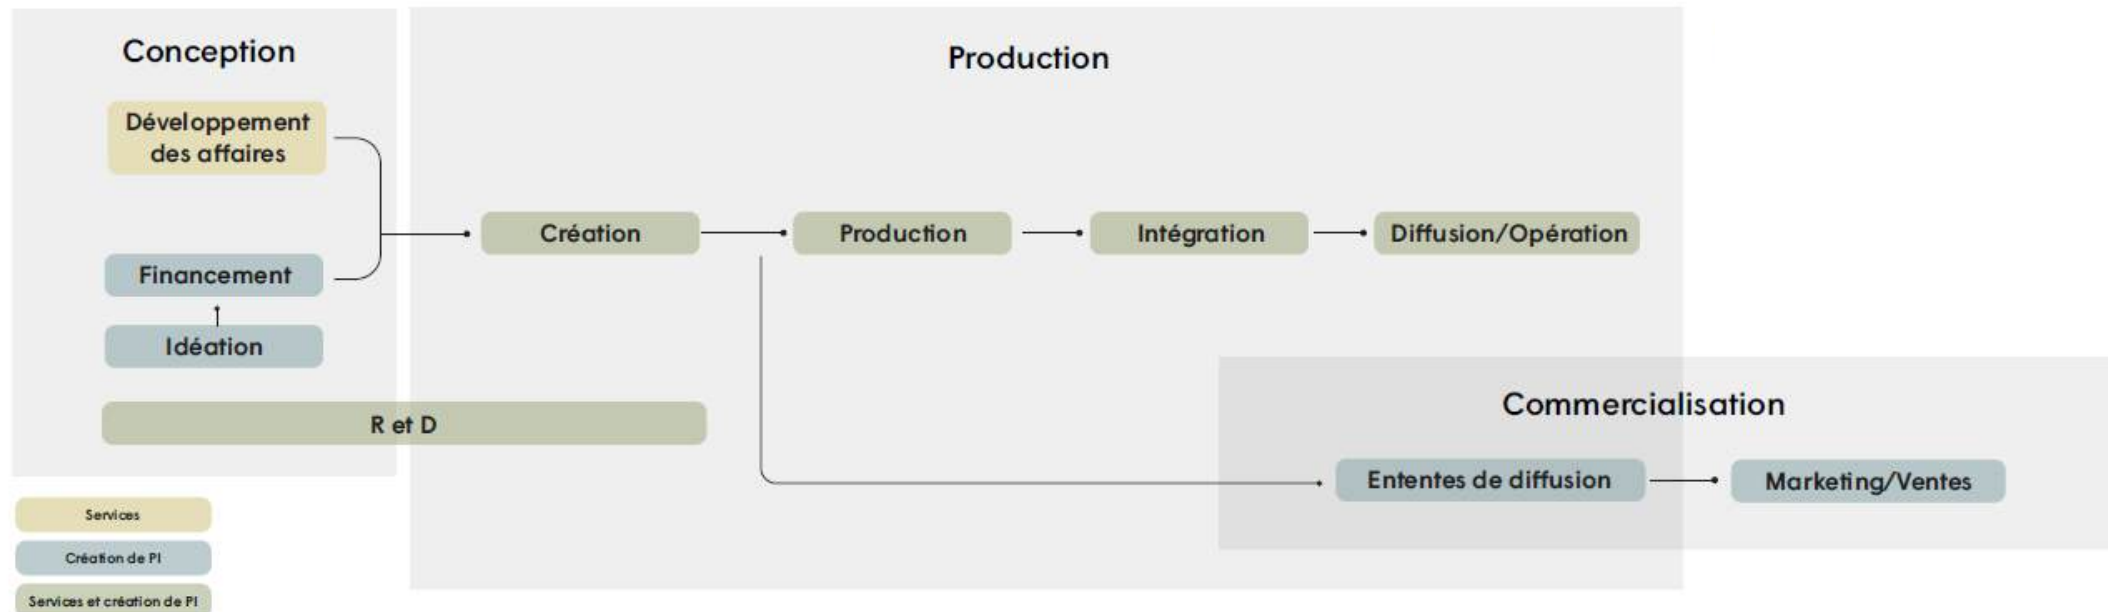 Conception
Production
Développement
des affaires
Création
Production
Intégration
Diffusion/Opération
Financement
Idéation
R et D
Commercialisation
Ententes de diffusion
Marketing/Ventes
Services
Création de PI
Services et création de PI